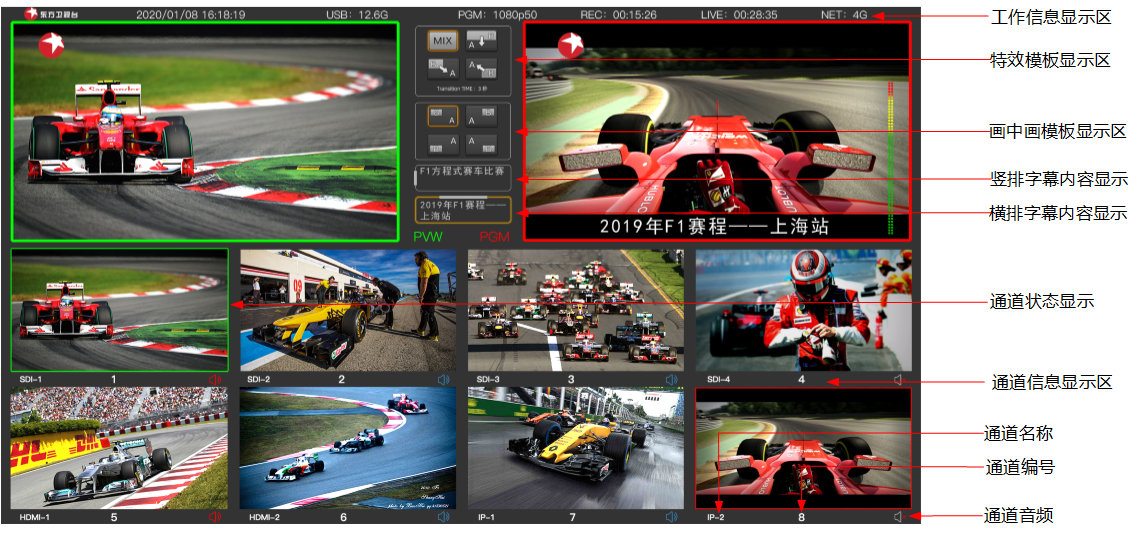 东方卫视台 2020/01/08 16:18:19 USB: 12.6G PGM: 1080p50 REC: 00:15:26 LIVE: 00:28:35 NET: 4G
工作信息显示区
MIX
A
A
A
特效模板显示区
Transition TIME: 3 秒
A
A
A
A
画中画模板显示区
F1方程式赛车比赛
竖排字幕内容显示
2019年F1赛程——
上海站
横排字幕内容显示
2019年F1赛程——上海站
PVW PGM
Santander
HUBLOT
09
通道状态显示
SDI-1 1
SDI-2 2
SDI-3 3
SDI-4 4
通道信息显示区
DHL
通道名称
通道编号
HDMI-1 5
HDMI-2 6
IP-1 7
IP-2 8
通道音频